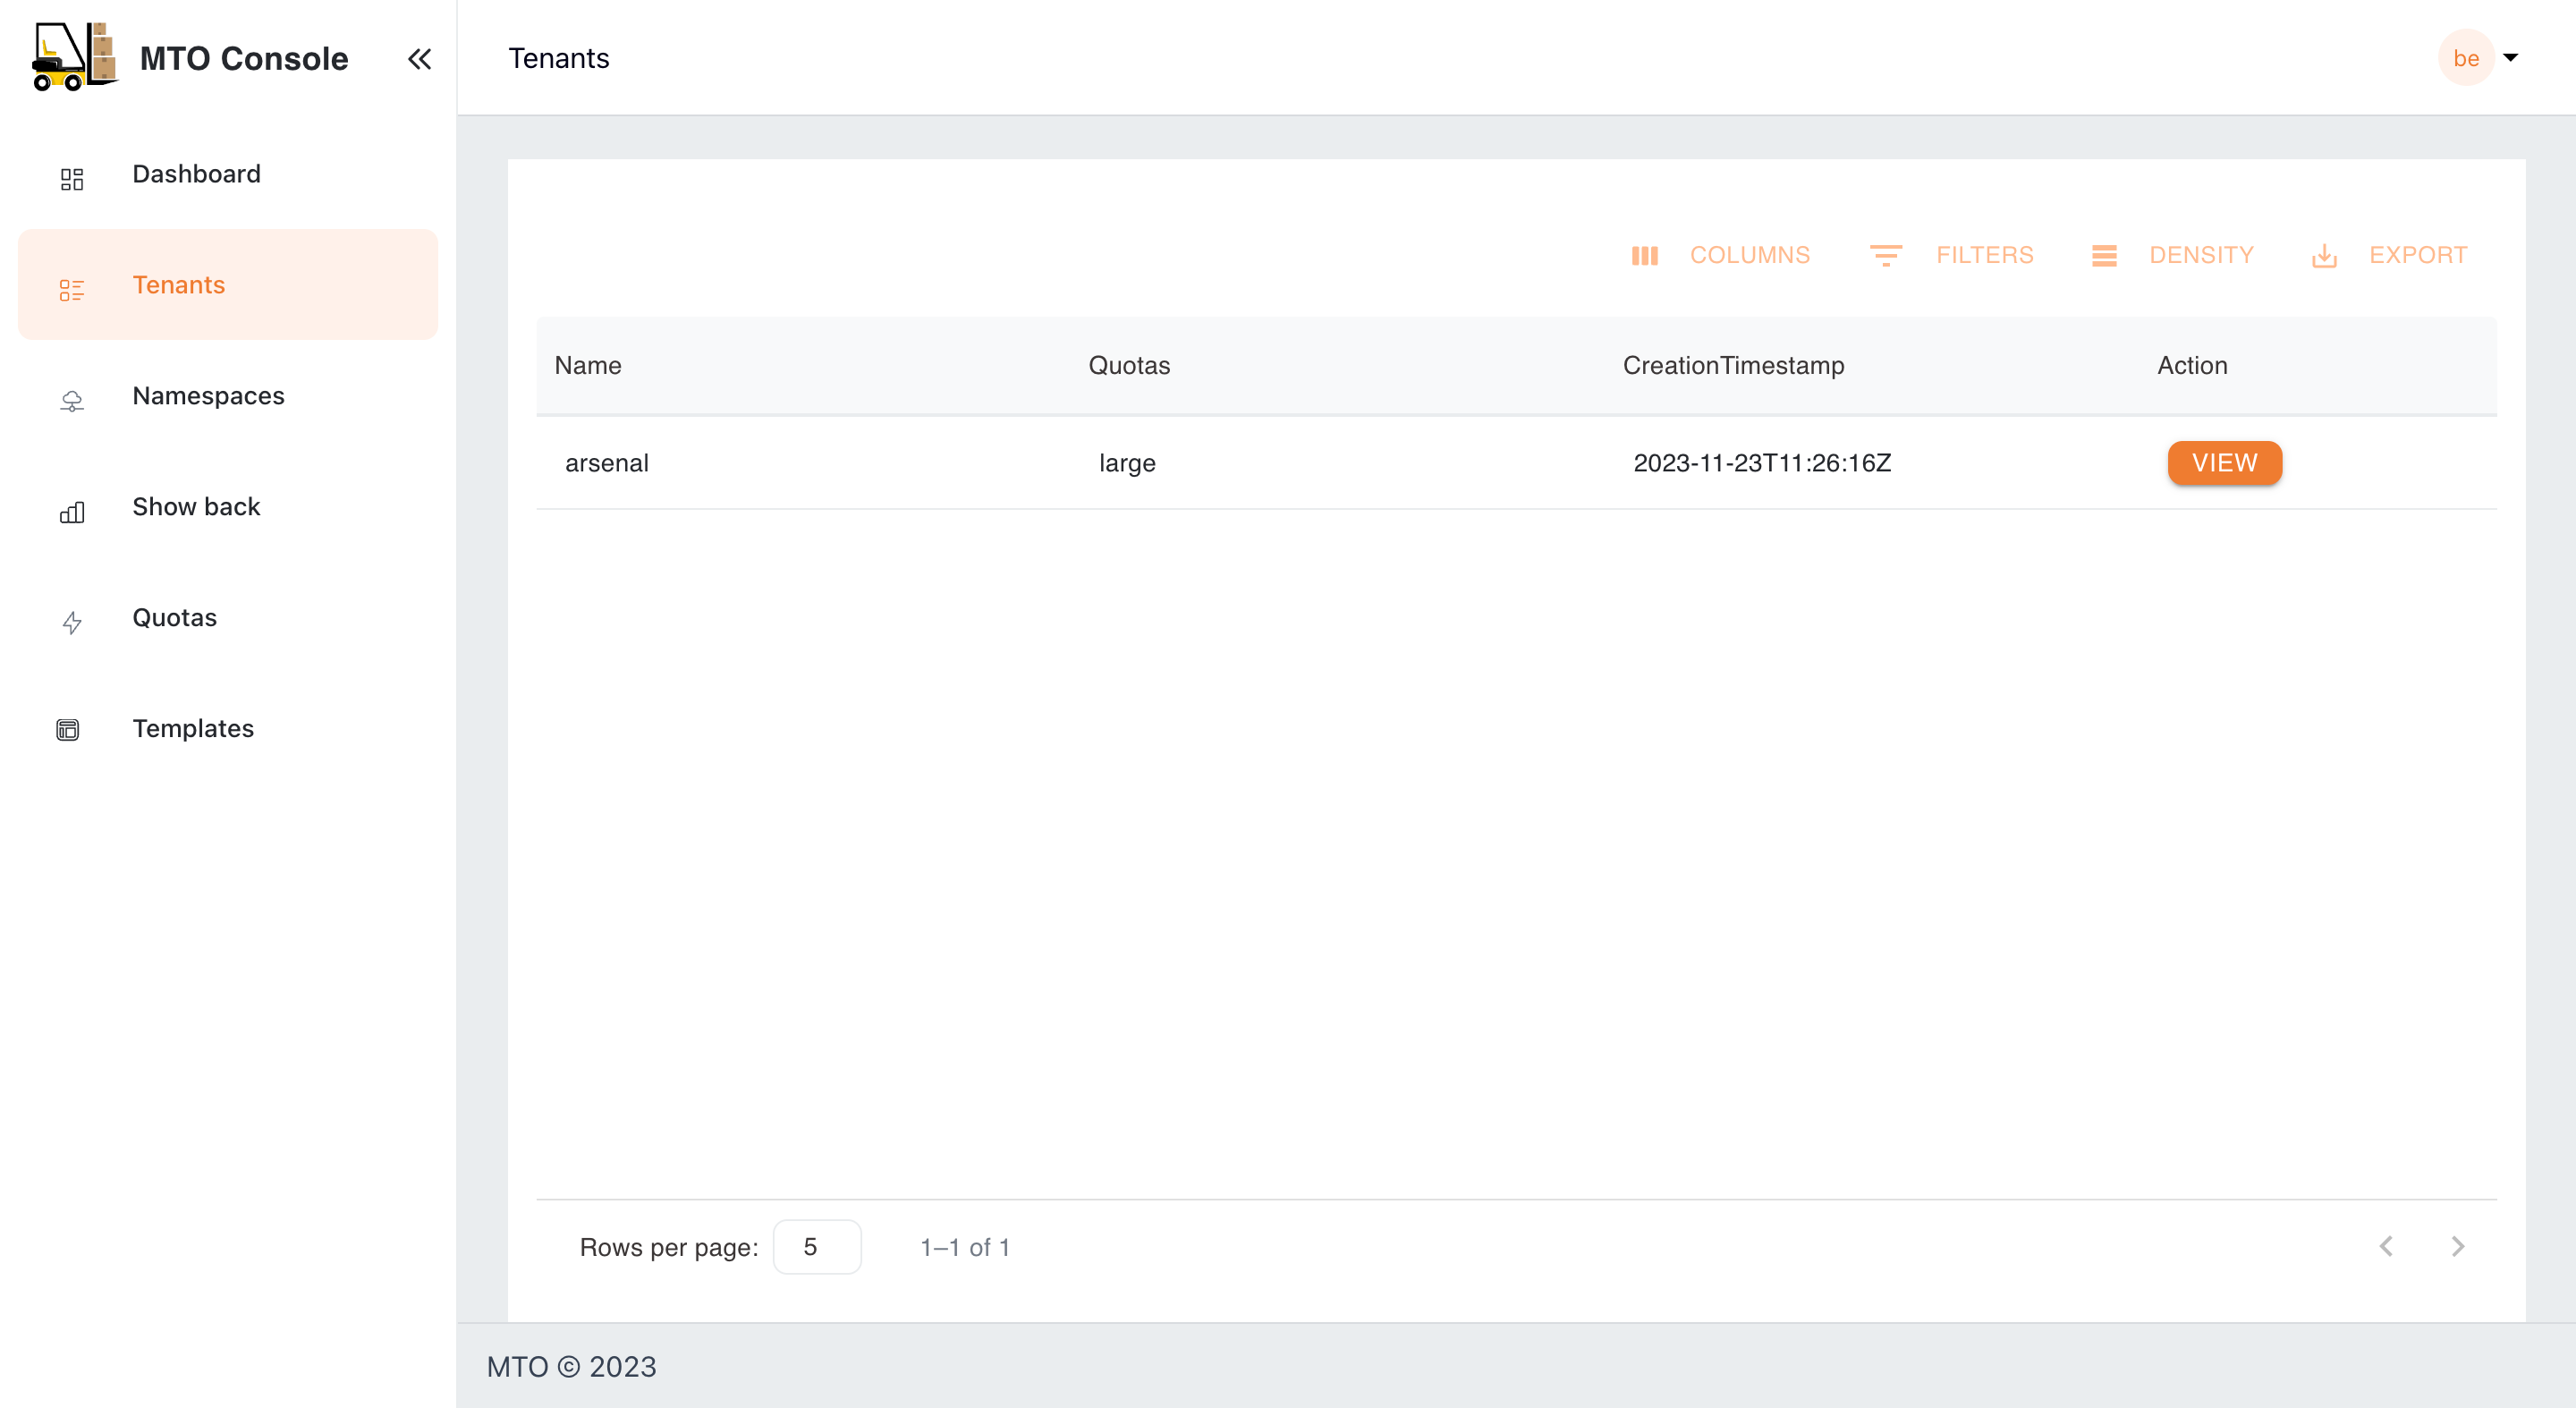 MTO Console
Tenants
be
Dashboard
Tenants
Namespaces
Show back
Quotas
Templates
COLUMNS FILTERS DENSITY EXPORT
Name Quotas CreationTimestamp Action
arsenal large 2023-11-23T11:26:16Z VIEW
Rows per page: 5 1–1 of 1
MTO © 2023